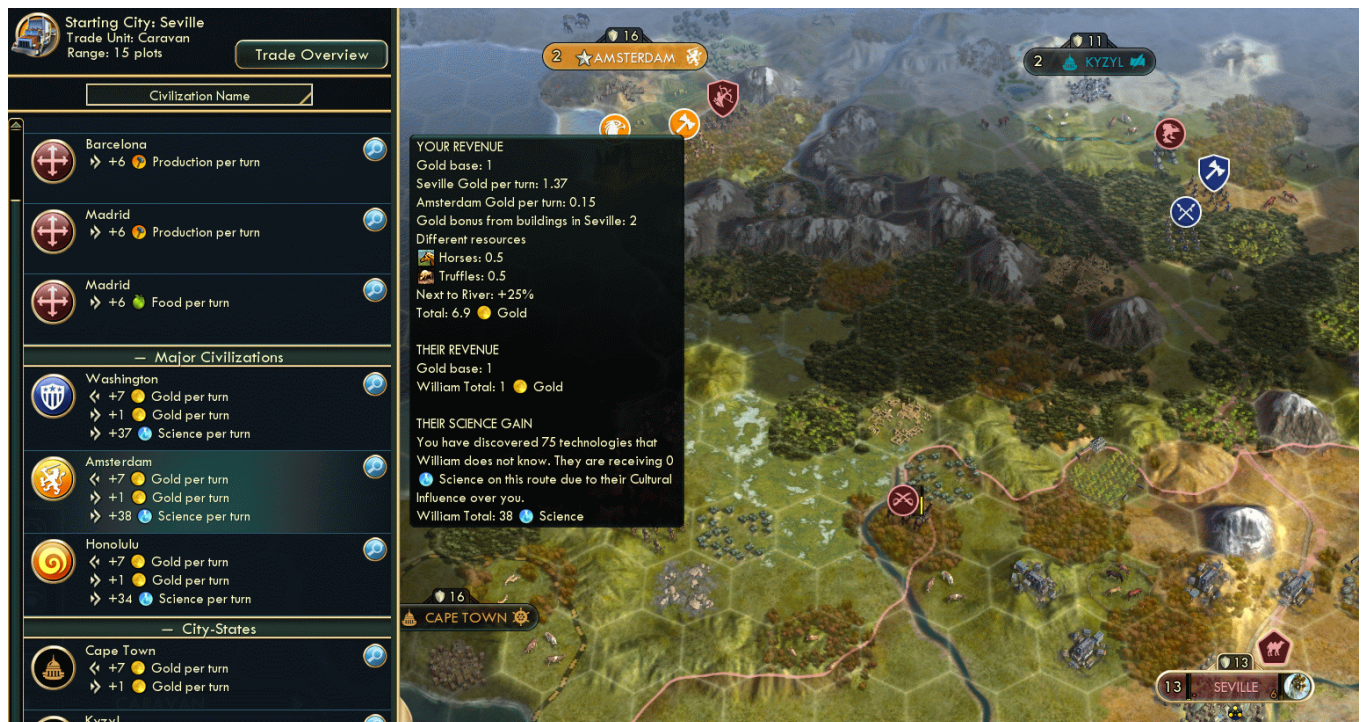 Starting City: Seville
Trade Unit: Caravan
Range: 15 plots
Trade Overview
Civilization Name
Barcelona
+6 Production per turn
Madrid
+6 Production per turn
Madrid
+6 Food per turn
— Major Civilizations
Washington
+7 Gold per turn
+1 Gold per turn
+37 Science per turn
Amsterdam
+7 Gold per turn
+1 Gold per turn
+38 Science per turn
Honolulu
+7 Gold per turn
+1 Gold per turn
+34 Science per turn
— City-States
Cape Town
+7 Gold per turn
+1 Gold per turn
Kyzyl
YOUR REVENUE
Gold base: 1
Seville Gold per turn: 1.37
Amsterdam Gold per turn: 0.15
Gold bonus from buildings in Seville: 2
Different resources
Horses: 0.5
Truffles: 0.5
Next to River: +25%
Total: 6.9 Gold
THEIR REVENUE
Gold base: 1
William Total: 1 Gold
THEIR SCIENCE GAIN
You have discovered 75 technologies that
William does not know. They are receiving 0
Science on this route due to their Cultural
Influence over you.
William Total: 38 Science
16
2 AMSTERDAM
11
2 KYZYL
16
CAPE TOWN
13
13 SEVILLE 6